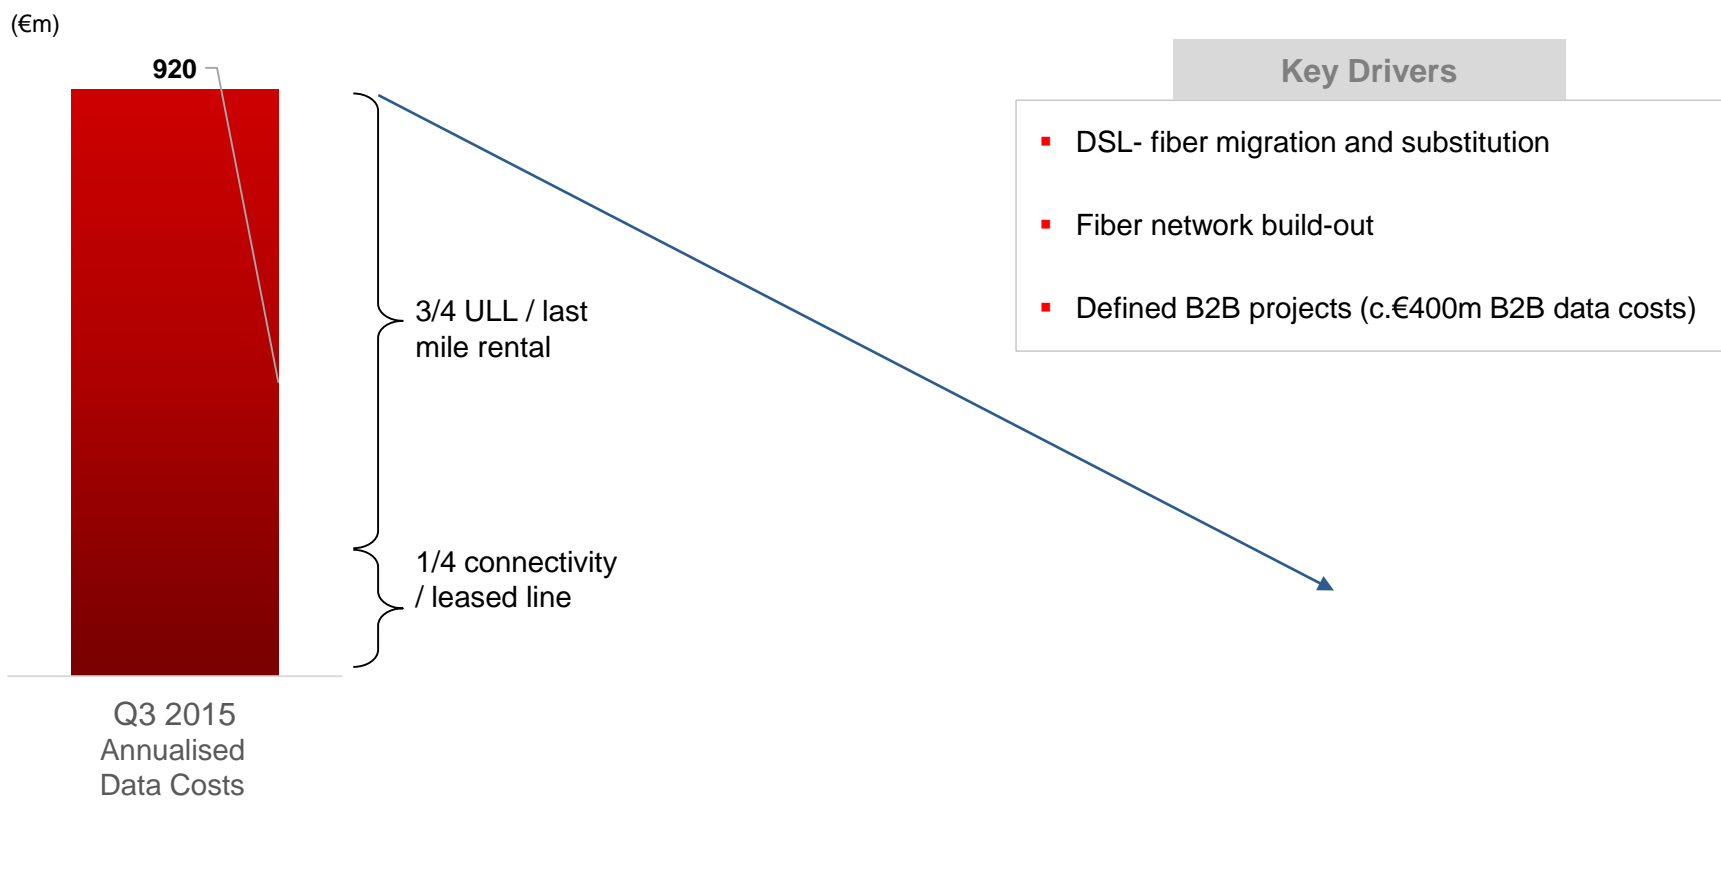 (€m)
920
3/4 ULL / last
mile rental
1/4 connectivity
/ leased line
Q3 2015
Annualised
Data Costs
Key Drivers
▪ DSL- fiber migration and substitution
▪ Fiber network build-out
▪ Defined B2B projects (c.€400m B2B data costs)